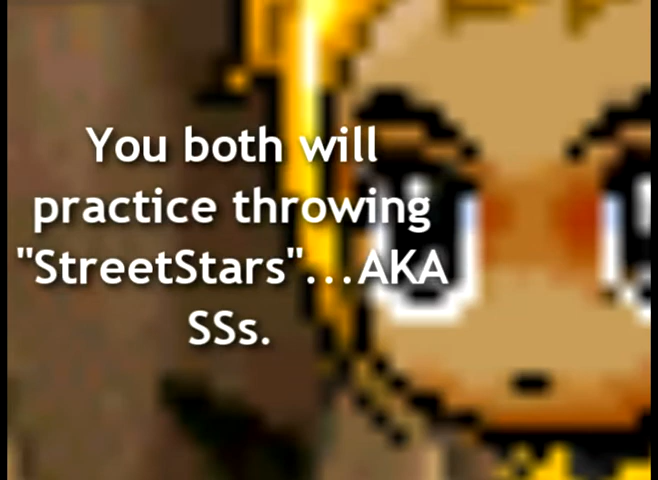 You both will
practice throwing
"StreetStars"...AKA
SSs.